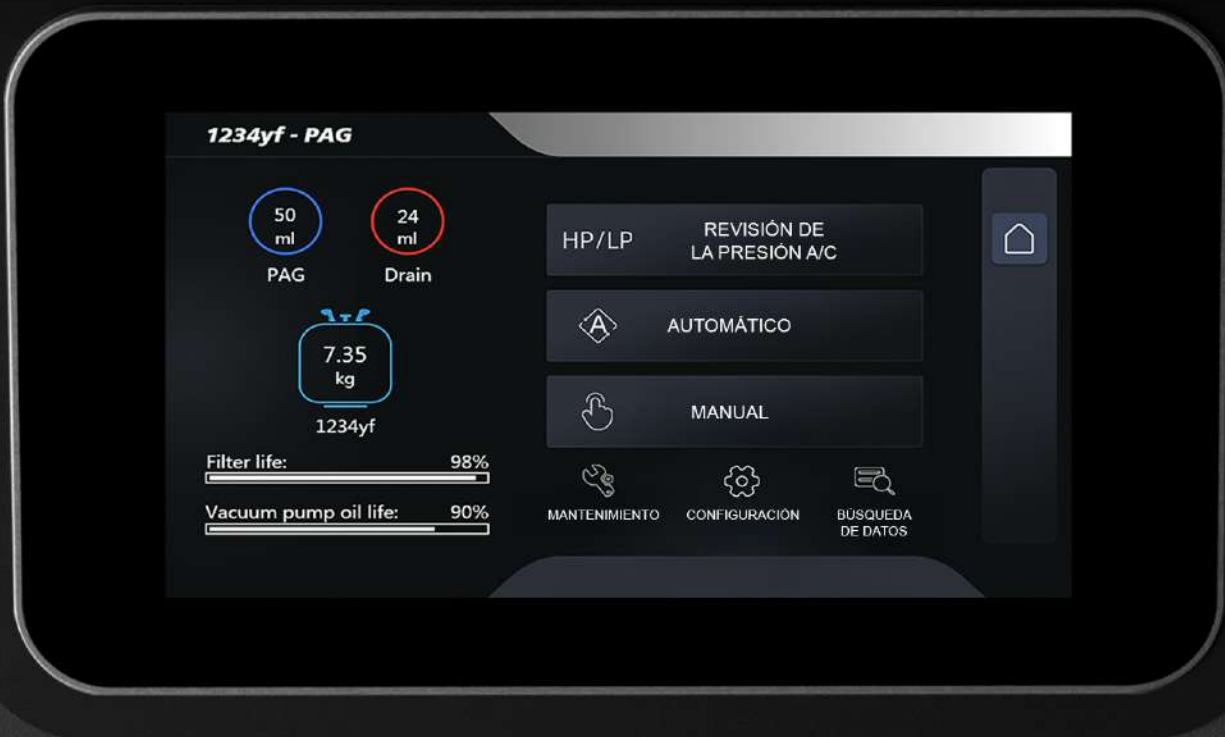 1234yf - PAG
50
ml
PAG
24
ml
Drain
7.35
kg
1234yf
Filter life: 98%
Vacuum pump oil life: 90%
HP/LP
REVISIÓN DE
LA PRESIÓN A/C
A
AUTOMÁTICO
MANUAL
MANTENIMIENTO
CONFIGURACIÓN
BÚSQUEDA
DE DATOS